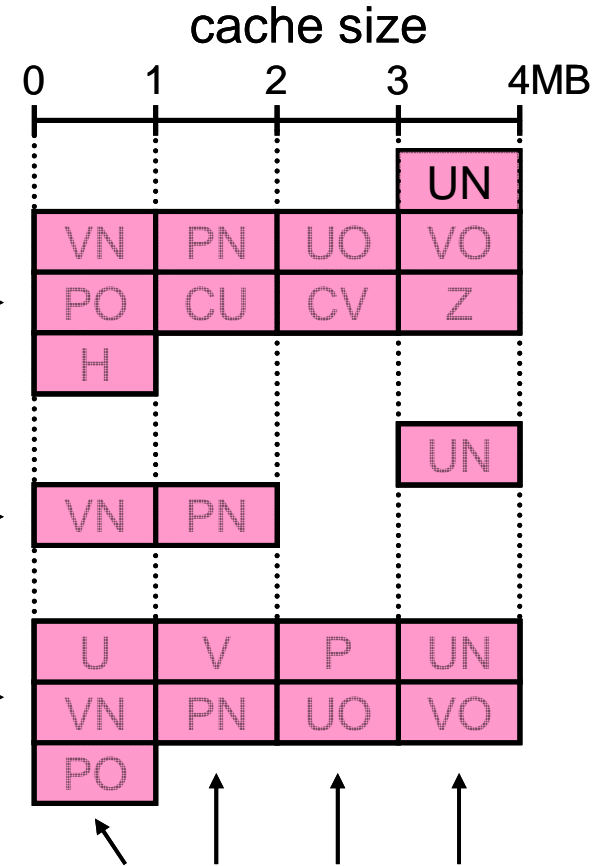 cache size
0 1 2 3 4MB
UN
VN PN UO VO
PO CU CV Z
H
UN
VN PN
U V P UN
VN PN UO VO
PO